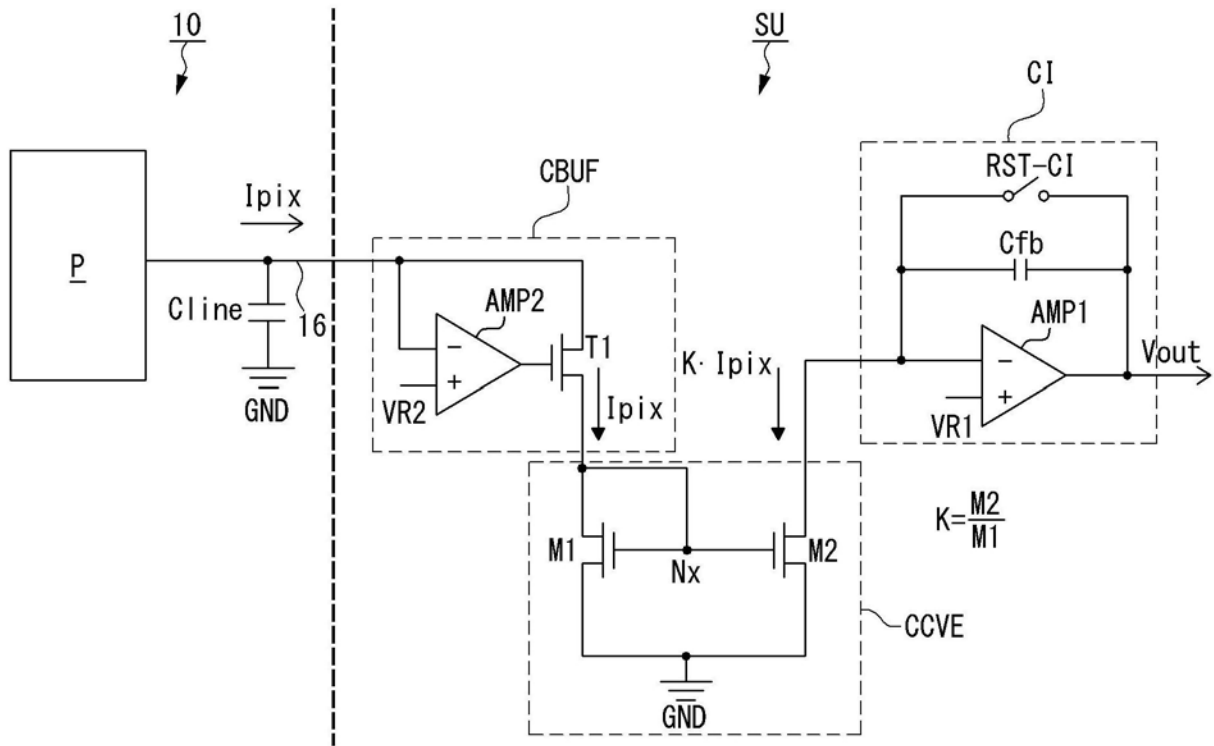 10
SU
CI
RST-CI
CBUF
Ipix
Cfb
P
AMP2
AMP1
Cline
16
T1
K· Ipix
Vout
−
+
−
+
VR2
Ipix
VR1
GND
M1
M2
K=M2/M1
Nx
CCVE
GND